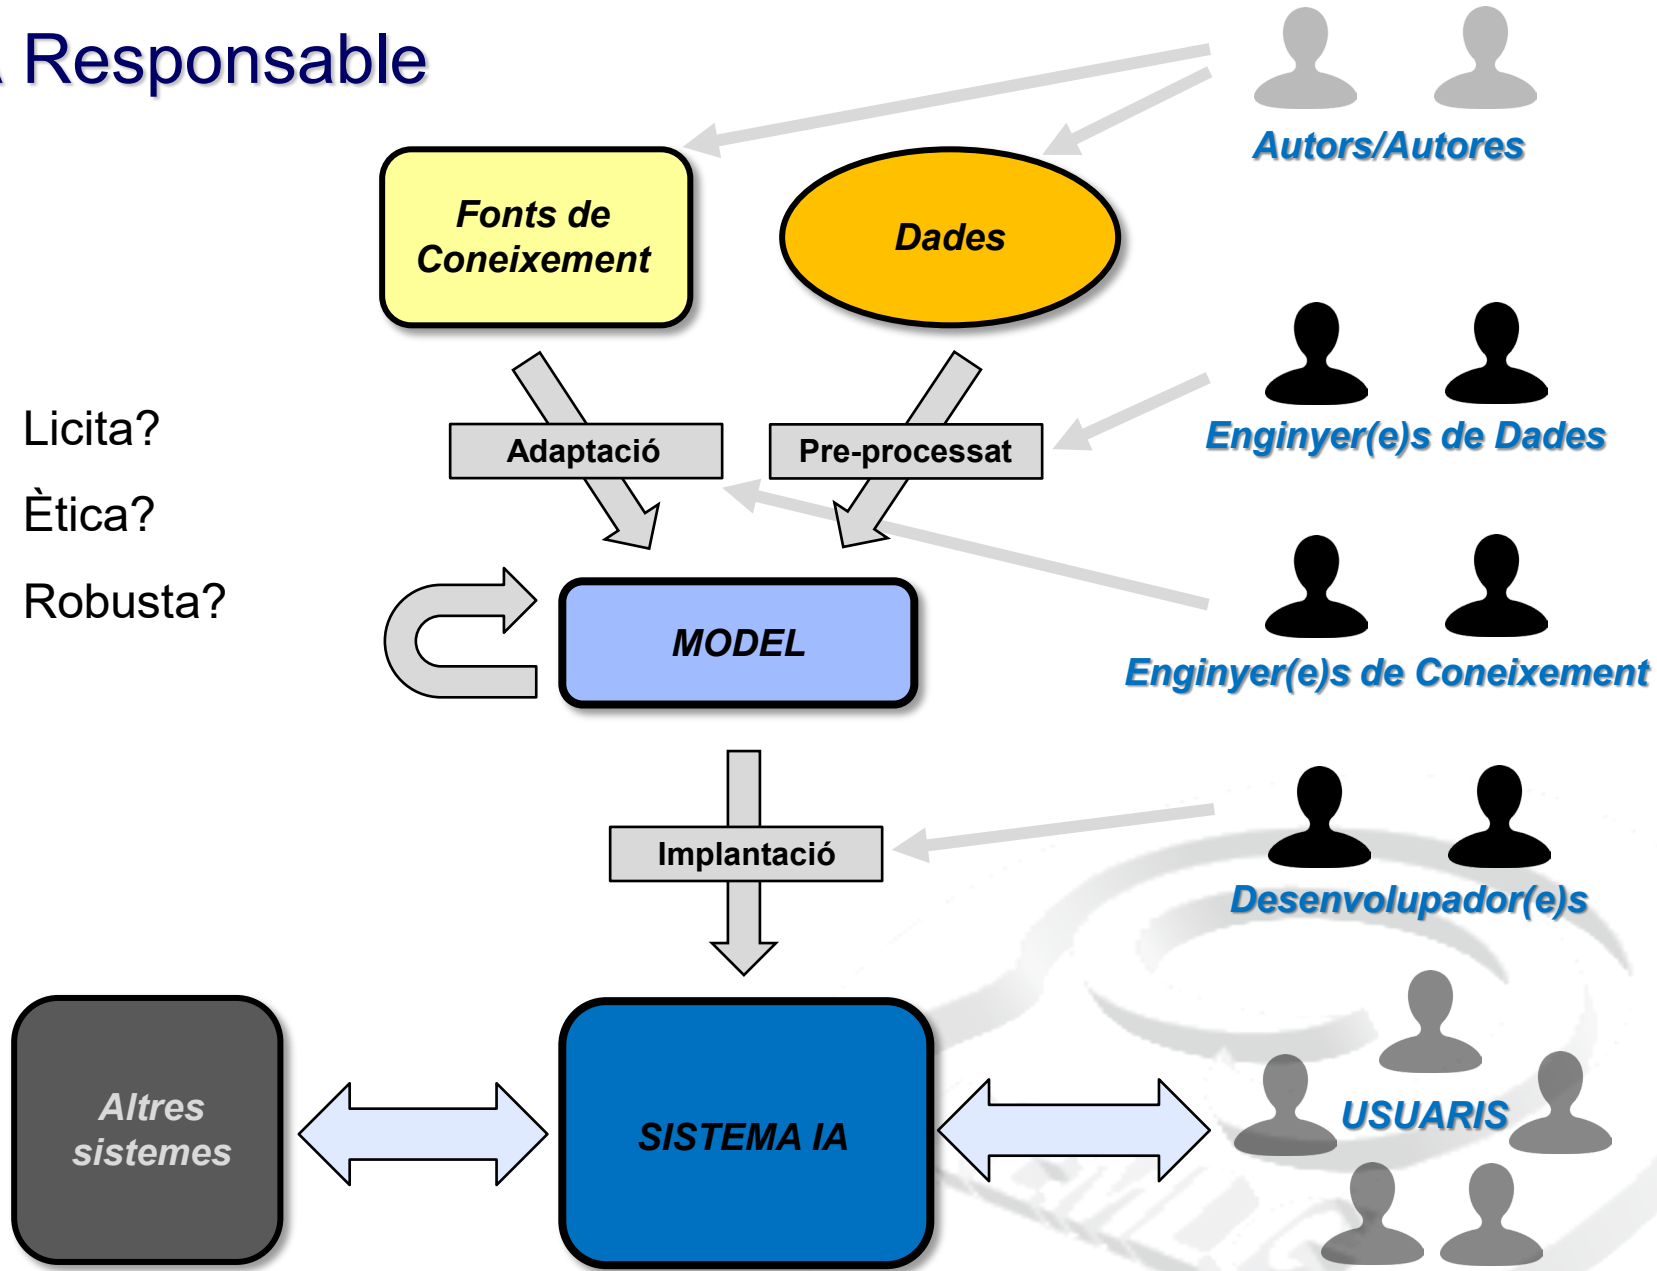 Responsable
Autors/Autores
Fonts de
Coneixement
Dades
Licita?
Ètica?
Robusta?
Adaptació
Pre-processat
Enginyer(e)s de Dades
Enginyer(e)s de Coneixement
MODEL
Implantació
Desenvolupador(e)s
Altres
sistemes
SISTEMA IA
USUARIS